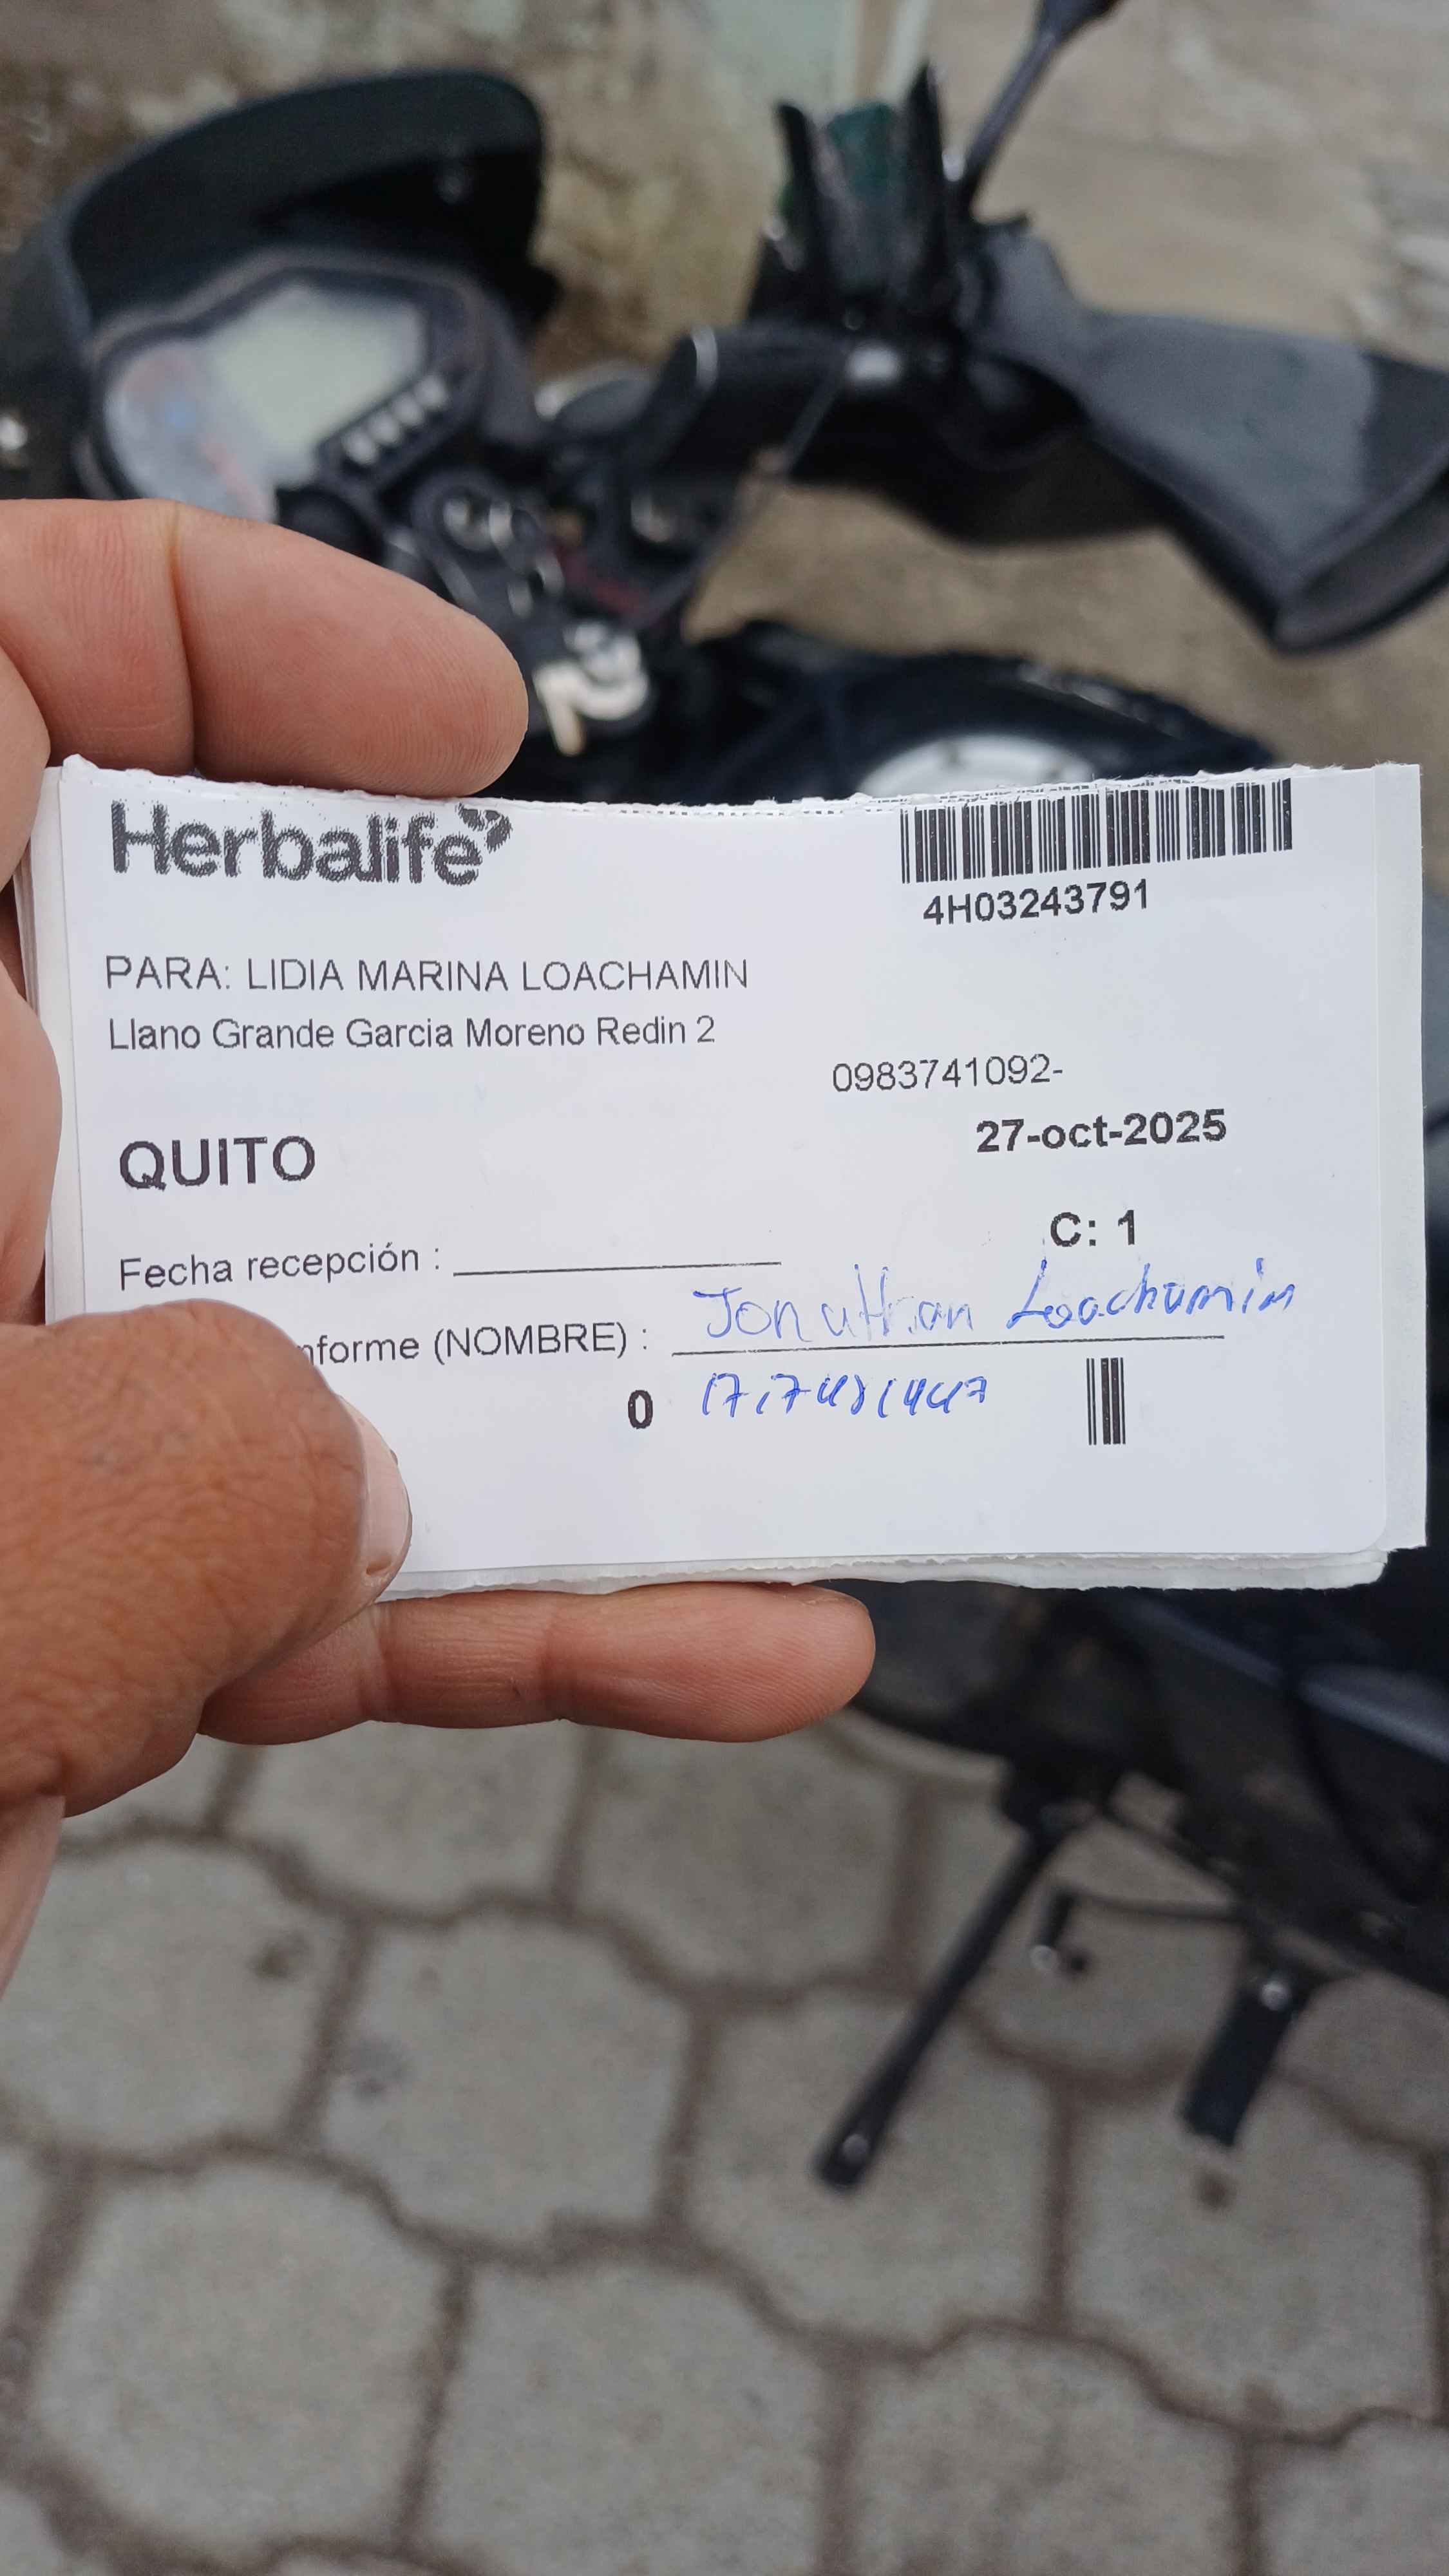 Herbalife
4H03243791
PARA: LIDIA MARINA LOACHAMIN
Llano Grande Garcia Moreno Redin 2
0983741092-
27-oct-2025
QUITO
C: 1
Fecha recepción :
nforme (NOMBRE) : Jonathan Loachamin
0